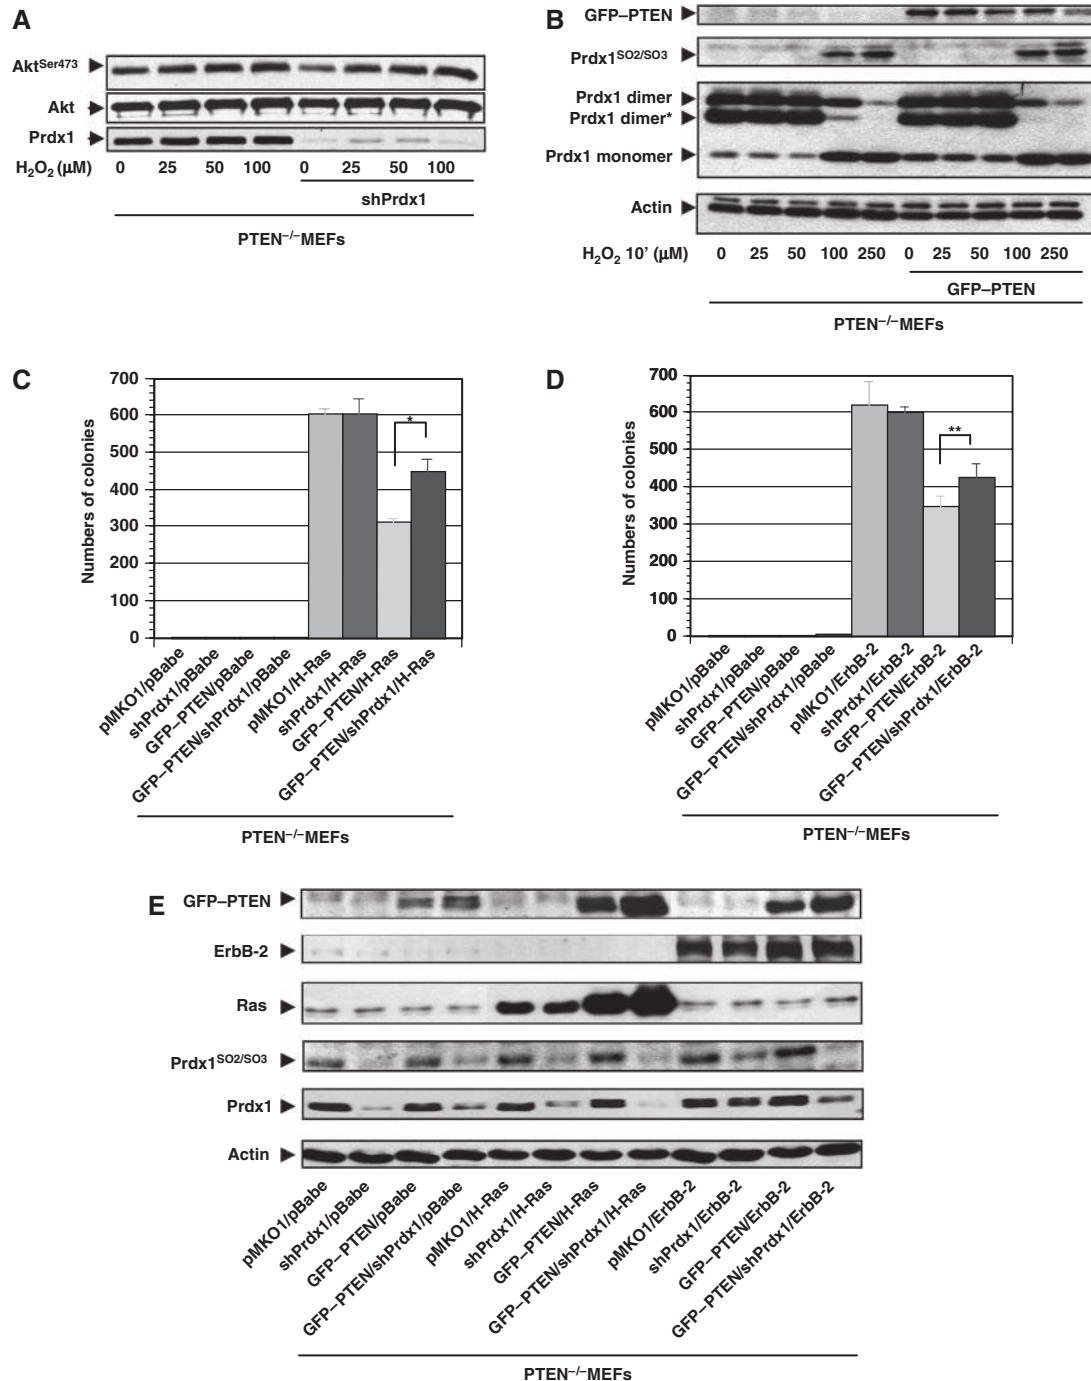 A
Akt^Ser473
Akt
Prdx1
H₂O₂ (µM) 0 25 50 100 0 25 50 100
shPrdx1
PTEN⁻/⁻MEFs
B
GFP–PTEN
Prdx1^SO2/SO3
Prdx1 dimer
Prdx1 dimer*
Prdx1 monomer
Actin
H₂O₂ 10' (µM) 0 25 50 100 250 0 25 50 100 250
GFP–PTEN
PTEN⁻/⁻MEFs
C
Numbers of colonies
700
600
500
400
300
200
100
0
*
pMKO1/pBabe
shPrdx1/pBabe
GFP–PTEN/pBabe
GFP–PTEN/shPrdx1/pBabe
pMKO1/H-Ras
shPrdx1/H-Ras
GFP–PTEN/H-Ras
GFP–PTEN/shPrdx1/H-Ras
PTEN⁻/⁻MEFs
D
Numbers of colonies
700
600
500
400
300
200
100
0
**
pMKO1/pBabe
shPrdx1/pBabe
GFP–PTEN/pBabe
GFP–PTEN/shPrdx1/pBabe
pMKO1/ErbB-2
shPrdx1/ErbB-2
GFP–PTEN/ErbB-2
GFP–PTEN/shPrdx1/ErbB-2
PTEN⁻/⁻MEFs
E
GFP–PTEN
ErbB-2
Ras
Prdx1^SO2/SO3
Prdx1
Actin
pMKO1/pBabe
shPrdx1/pBabe
GFP–PTEN/pBabe
GFP–PTEN/shPrdx1/pBabe
pMKO1/H-Ras
shPrdx1/H-Ras
GFP–PTEN/H-Ras
GFP–PTEN/shPrdx1/H-Ras
pMKO1/ErbB-2
shPrdx1/ErbB-2
GFP–PTEN/ErbB-2
GFP–PTEN/shPrdx1/ErbB-2
PTEN⁻/⁻MEFs